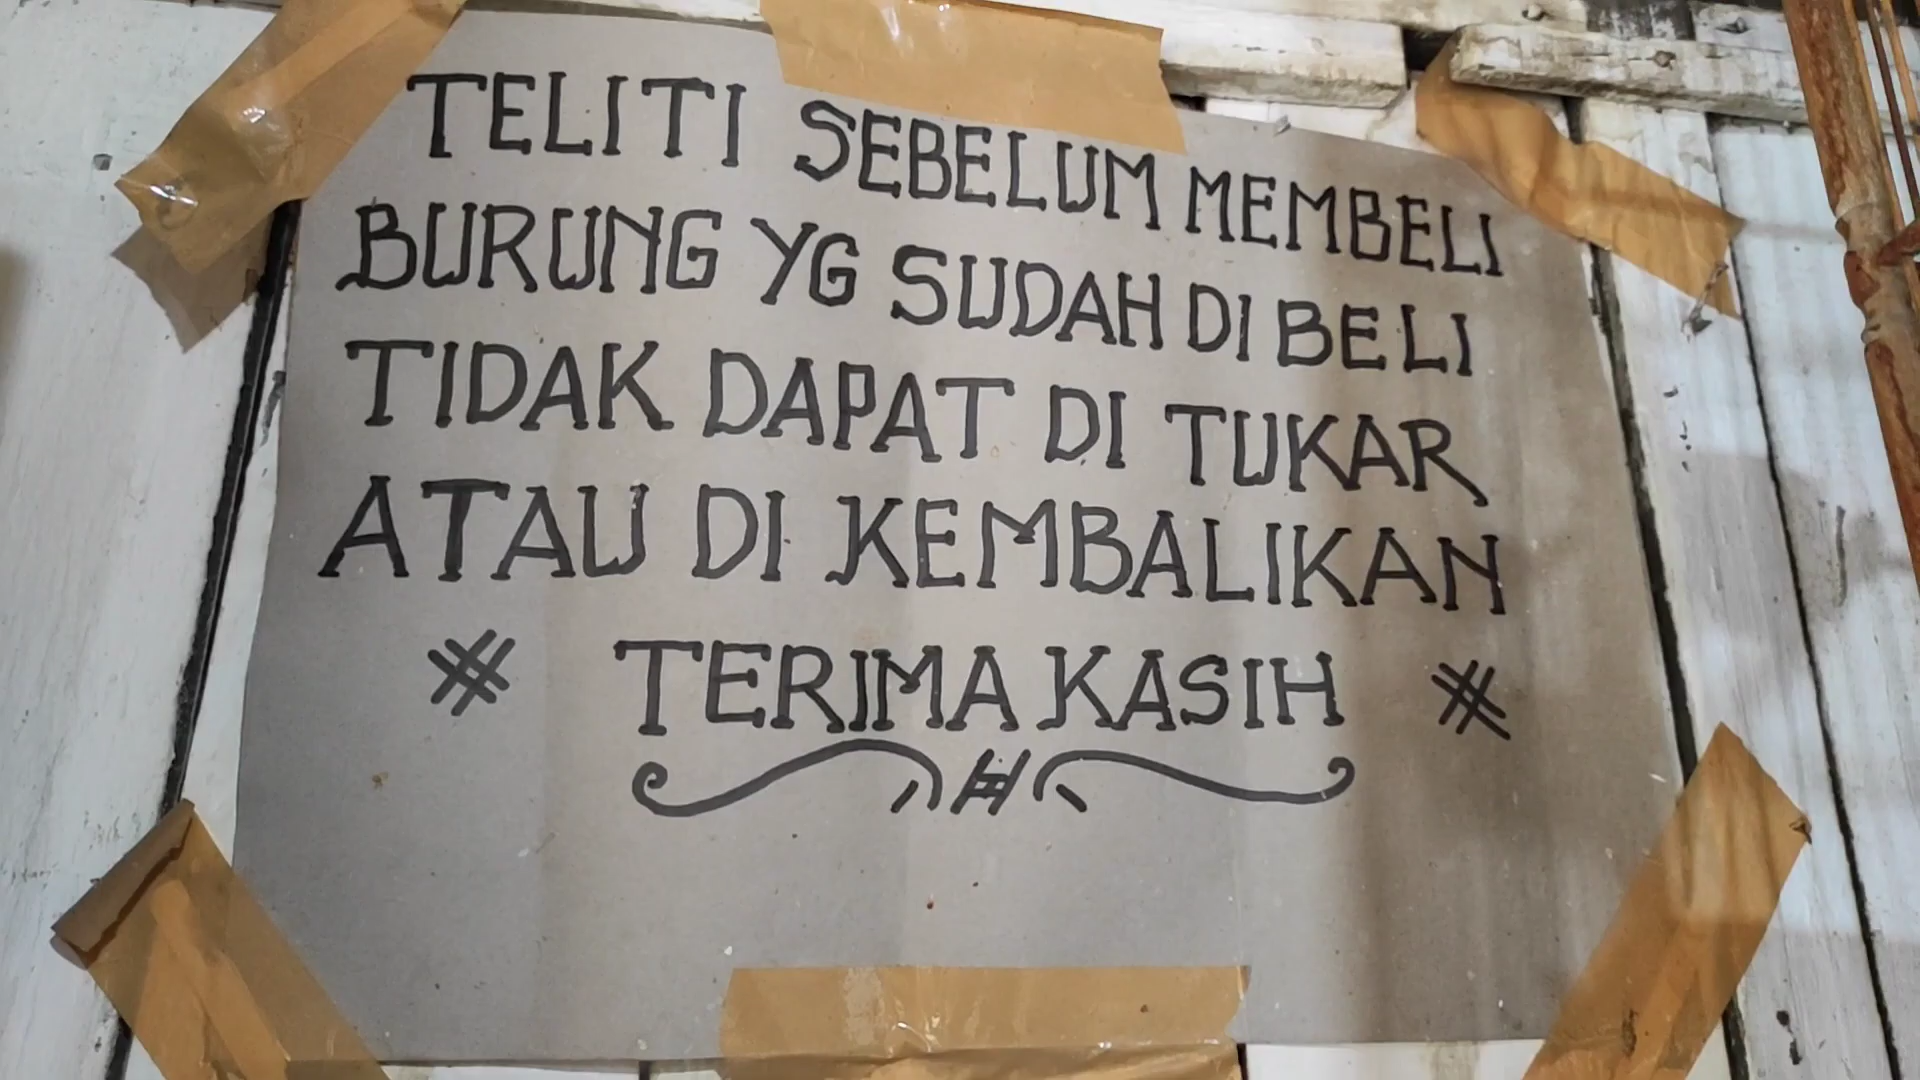 TELITI SEBELUM MEMBELI
BURUNG YG SUDAH DI BELI
TIDAK DAPAT DI TUKAR
ATAU DI KEMBALIKAN
# TERIMA KASIH #